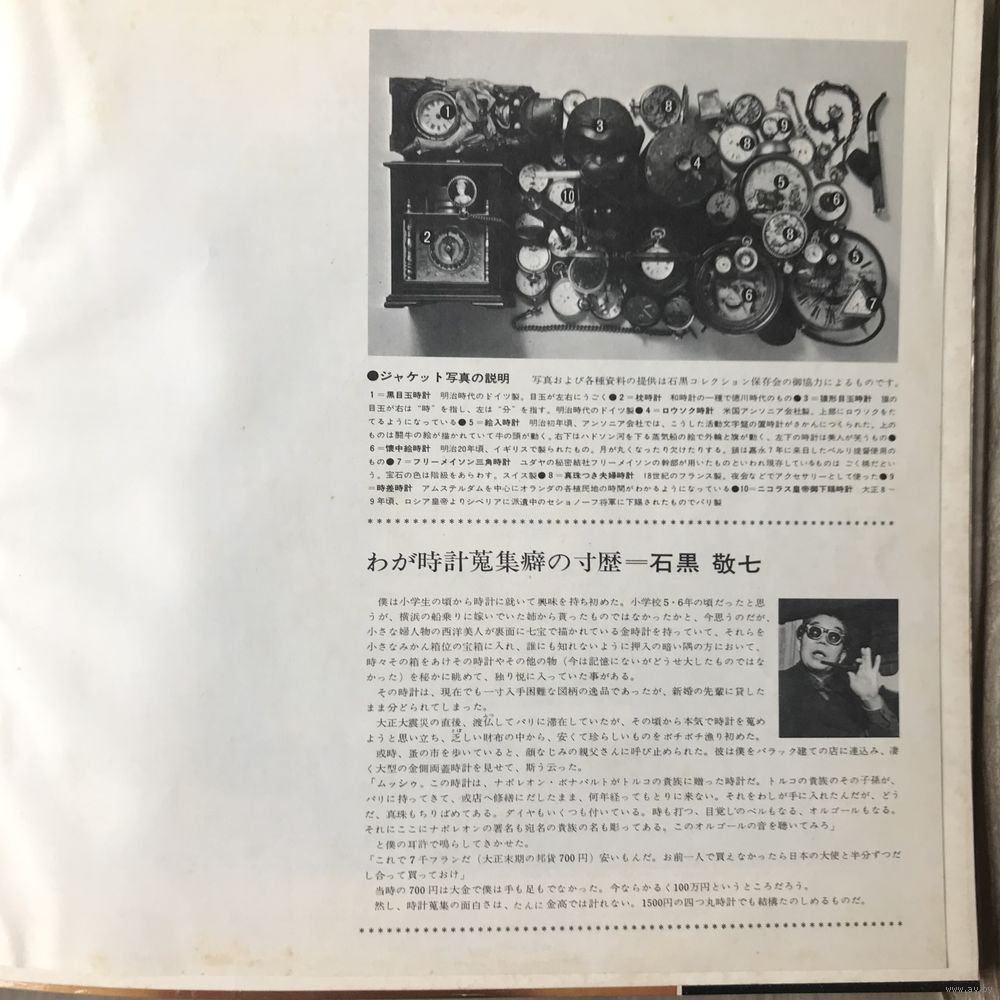 1
2
3
4
5
5
6
6
7
8
8
8
9
10
●ジャケット写真の説明 写真および各種資料の提供は石黒コレクション保存会の御協力によるものです。
1=黒目玉時計 明治時代のドイツ製。目玉が左右にうごく●2=枕時計 和時計の一種で徳川時代のもの●3=猿形目玉時計 猿の
目玉が右は“時”を指し、左は“分”を指す。明治時代のドイツ製●4=ロウソク時計 米国アンソニア会社製。上部にロウソクをた
てるようになっている●5=絵入時計 明治初年頃、アンソニア会社では、こうした活動文字盤の置時計がさかんにつくられた。上の
ものは闘牛の絵が描かれていて牛の頭が動く。右下はハドソン河を下る蒸気船の絵で外輪と旗が動く、左下の時計は美人が笑うもの●
6=懐中絵時計 明治20年頃、イギリスで製られたもの。月が丸くなったり欠けたりする。鎖は嘉永7年に来日したペルリ提督使用の
もの●7=フリーメイソン三角時計 ユダヤの秘密結社フリーメイソンの幹部が用いたものといわれ現存しているものは ごく稀だとい
う。宝石の色は階級をあらわす。スイス製●8=真珠つき夫婦時計 18世紀のフランス製。夜会などでアクセサリーとして使った●9
=時差時計 アムステルダムを中心にオランダの各植民地の時間がわかるようになっている●10=ニコラス皇帝御下賜時計 大正8~
9年頃、ロシア皇帝よりシベリアに派遣中のセショノーフ将軍に下賜されたものでパリ製
わが時計蒐集癖の寸歴=石黒 敬七
僕は小学生の頃から時計に就いて興味を持ち初めた。小学校5・6年の頃だったと思
うが、横浜の船乗りに嫁いでいた姉から貰ったものではなかったかと、今思うのだが、
小さな婦人物の西洋美人が裏面に七宝で描かれている金時計を持っていて、それらを
小さなみかん箱位の宝箱に入れ、誰にも知れないように押入の暗い隅の方において、
時々その箱をあけその時計やその他の物(今は記憶にないがどうせ大したものではな
かった)を秘かに眺めて、独り悦に入っていた事がある。
その時計は、現在でも一寸入手困難な図柄の逸品であったが、新婚の先輩に貸した
まま分どられてしまった。
大正大震災の直後、渡仏してパリに滞在していたが、その頃から本気で時計を蒐め
ようと思い立ち、乏しい財布の中から、安くて珍らしいものをボチボチ漁り初めた。
或時、蚤の市を歩いていると、顔なじみの親父さんに呼び止められた。彼は僕をバラック建ての店に連込み、凄
く大型の金側両蓋時計を見せて、斯う云った。
「ムッシゥ。この時計は、ナポレオン・ボナパルトがトルコの貴族に贈った時計だ。トルコの貴族のその子孫が、
パリに持ってきて、或店へ修繕にだしたまま、何年経ってもとりに来ない。それをわしが手に入れたんだが、どう
だ、真珠もちりばめてある。ダイヤもいくつも付いている。時も打つ、目覚しのベルもなる、オルゴールもなる。
それにここにナポレオンの署名も宛名の貴族の名も彫ってある。このオルゴールの音を聴いてみろ」
と僕の耳許で鳴らしてきかせた。
「これで7千フランだ(大正末期の邦貨700円)安いもんだ。お前一人で買えなかったら日本の大使と半分ずつだ
し合って買っておけ」
当時の700円は大金で僕は手も足もでなかった。今ならかるく100万円というところだろう。
然し、時計蒐集の面白さは、たんに金高では計れない。1500円の四つ丸時計でも結構たのしめるものだ。
www.ay.by